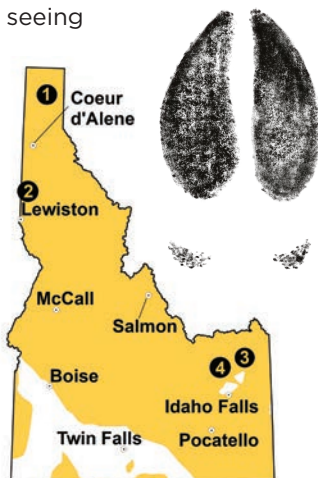 seeing
1
Coeur
d'Alene
2
Lewiston
McCall
Salmon
3
4
Boise
Idaho Falls
Twin Falls
Pocatello